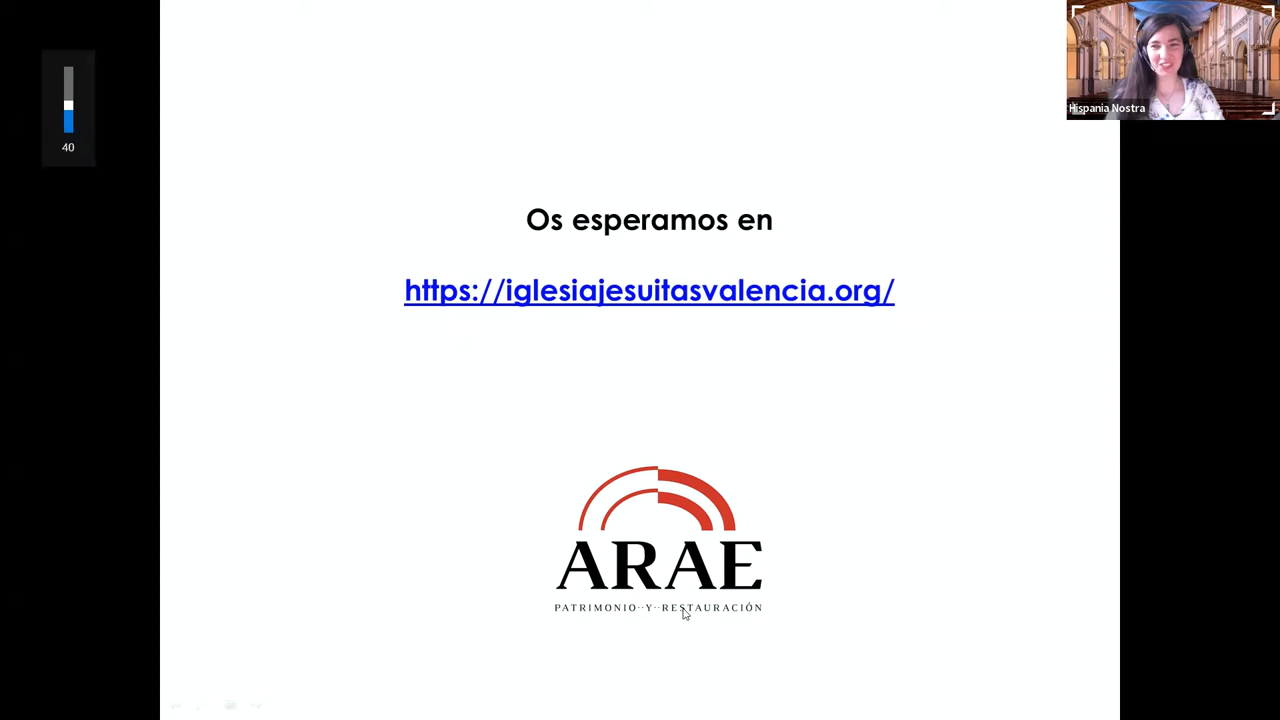 40
Hispania Nostra
Os esperamos en
https://iglesiajesuitasvalencia.org/
ARAE
PATRIMONIO··Y··RESTAURACIÓN